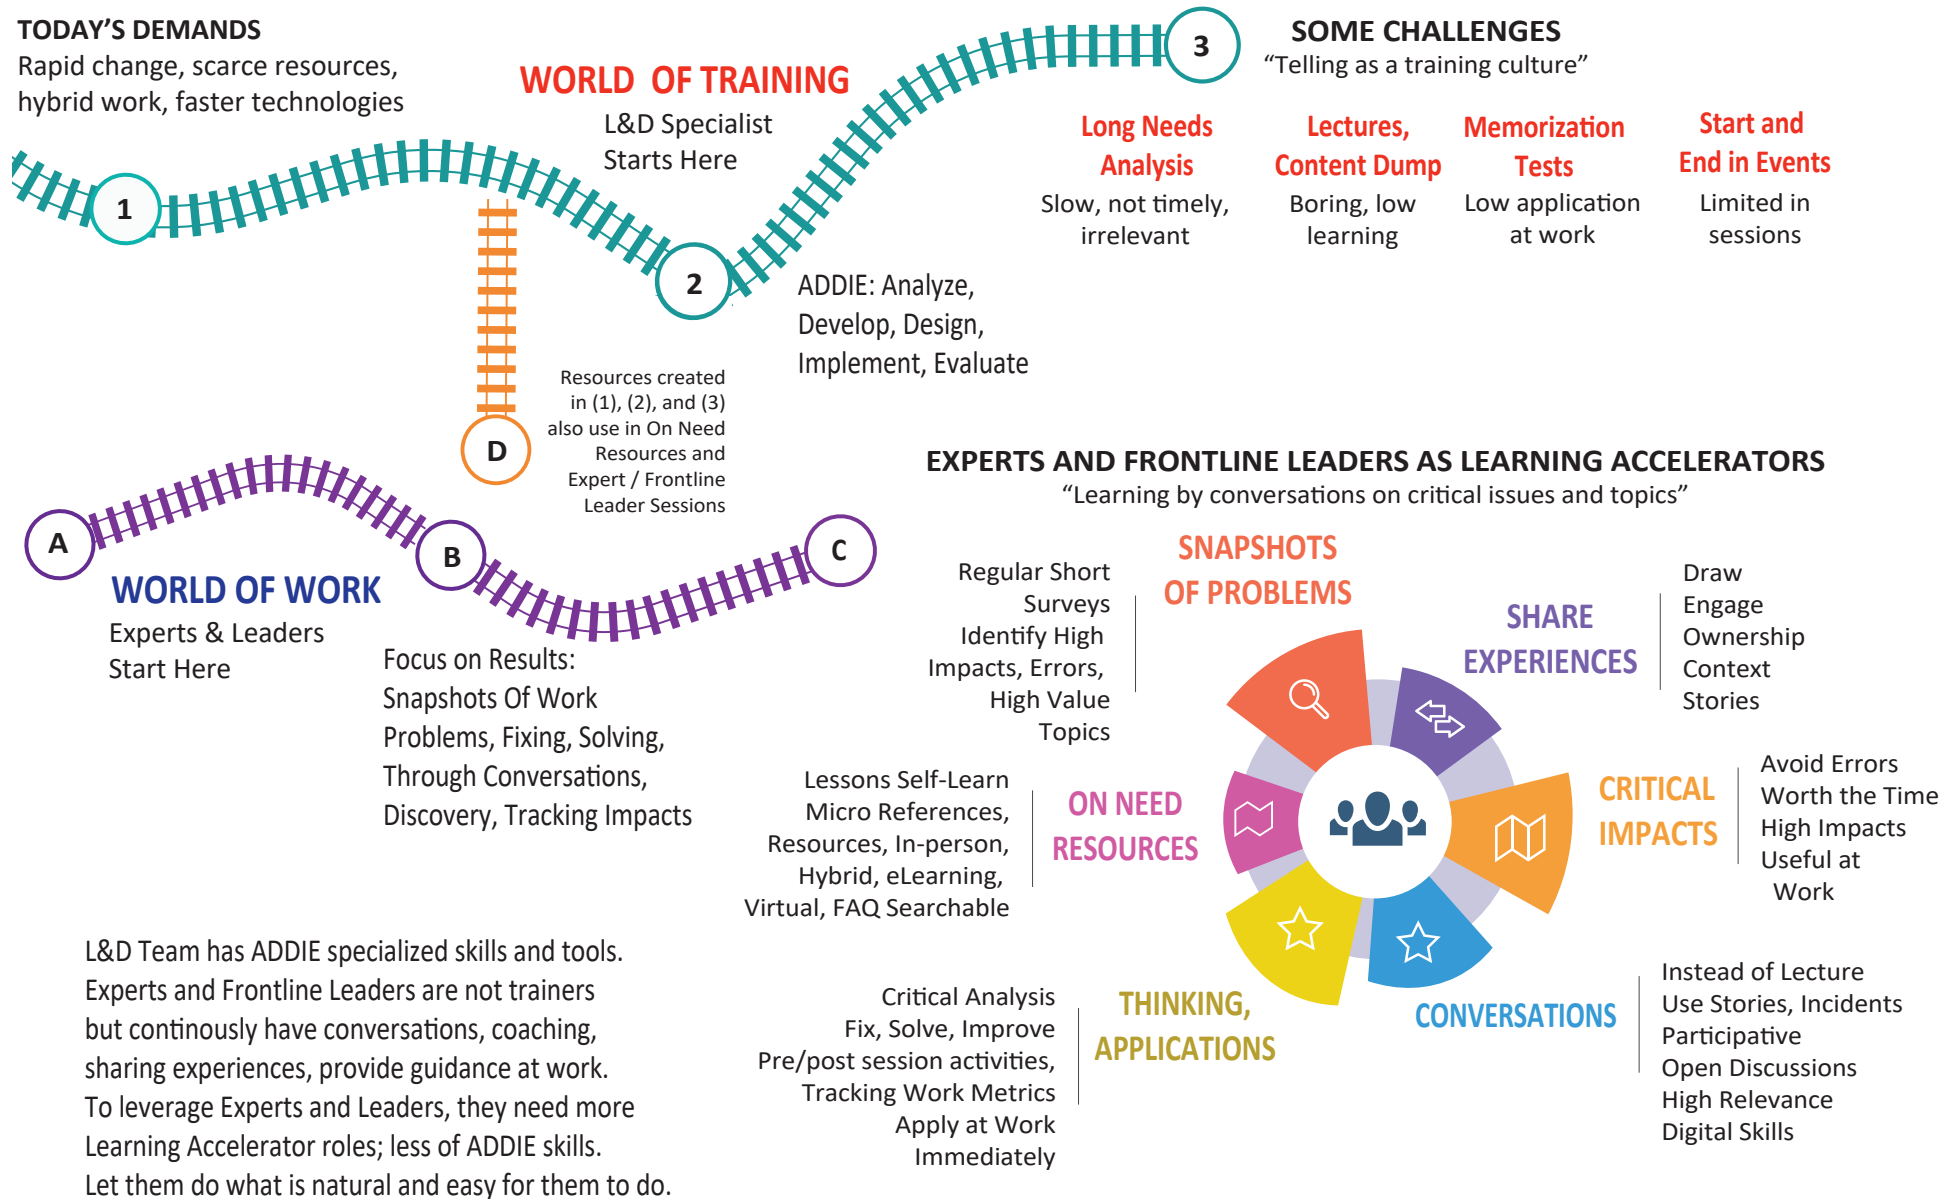 TODAY'S DEMANDS
Rapid change, scarce resources,
hybrid work, faster technologies
WORLD OF TRAINING
L&D Specialist
Starts Here
1
2
3
ADDIE: Analyze,
Develop, Design,
Implement, Evaluate
SOME CHALLENGES
“Telling as a training culture”
Long Needs
Analysis
Slow, not timely,
irrelevant
Lectures,
Content Dump
Boring, low
learning
Memorization
Tests
Low application
at work
Start and
End in Events
Limited in
sessions
D
Resources created
in (1), (2), and (3)
also use in On Need
Resources and
Expert / Frontline
Leader Sessions
A
B
C
WORLD OF WORK
Experts & Leaders
Start Here
Focus on Results:
Snapshots Of Work
Problems, Fixing, Solving,
Through Conversations,
Discovery, Tracking Impacts
L&D Team has ADDIE specialized skills and tools.
Experts and Frontline Leaders are not trainers
but continously have conversations, coaching,
sharing experiences, provide guidance at work.
To leverage Experts and Leaders, they need more
Learning Accelerator roles; less of ADDIE skills.
Let them do what is natural and easy for them to do.
EXPERTS AND FRONTLINE LEADERS AS LEARNING ACCELERATORS
“Learning by conversations on critical issues and topics”
SNAPSHOTS
OF PROBLEMS
Regular Short
Surveys
Identify High
Impacts, Errors,
High Value
Topics
SHARE
EXPERIENCES
Draw
Engage
Ownership
Context
Stories
CRITICAL
IMPACTS
Avoid Errors
Worth the Time
High Impacts
Useful at
Work
CONVERSATIONS
Instead of Lecture
Use Stories, Incidents
Participative
Open Discussions
High Relevance
Digital Skills
THINKING,
APPLICATIONS
Critical Analysis
Fix, Solve, Improve
Pre/post session activities,
Tracking Work Metrics
Apply at Work
Immediately
ON NEED
RESOURCES
Lessons Self-Learn
Micro References,
Resources, In-person,
Hybrid, eLearning,
Virtual, FAQ Searchable